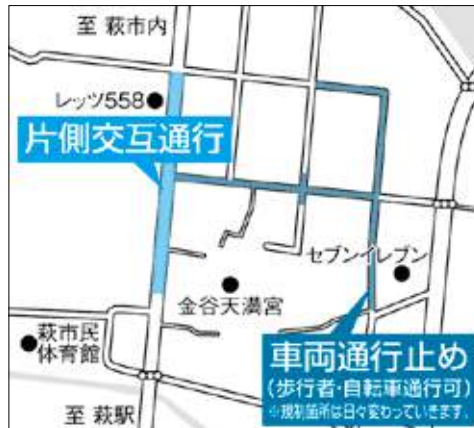 至 萩市内
レッツ558
片側交互通行
セブンイレブン
金谷天満宮
萩市民
体育館
車両通行止め
(歩行者・自転車通行可)
※規制箇所は日々変わっていきます。
至 萩駅